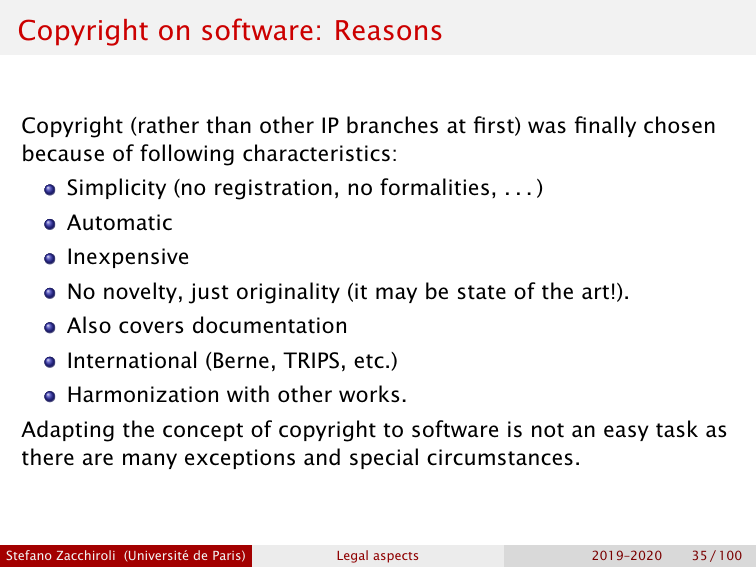 Copyright on software: Reasons
Copyright (rather than other IP branches at first) was finally chosen
because of following characteristics:
Simplicity (no registration, no formalities, . . . )
Automatic
Inexpensive
No novelty, just originality (it may be state of the art!).
Also covers documentation
International (Berne, TRIPS, etc.)
Harmonization with other works.
Adapting the concept of copyright to software is not an easy task as
there are many exceptions and special circumstances.
Stefano Zacchiroli (Université de Paris) Legal aspects 2019–2020 35 / 100